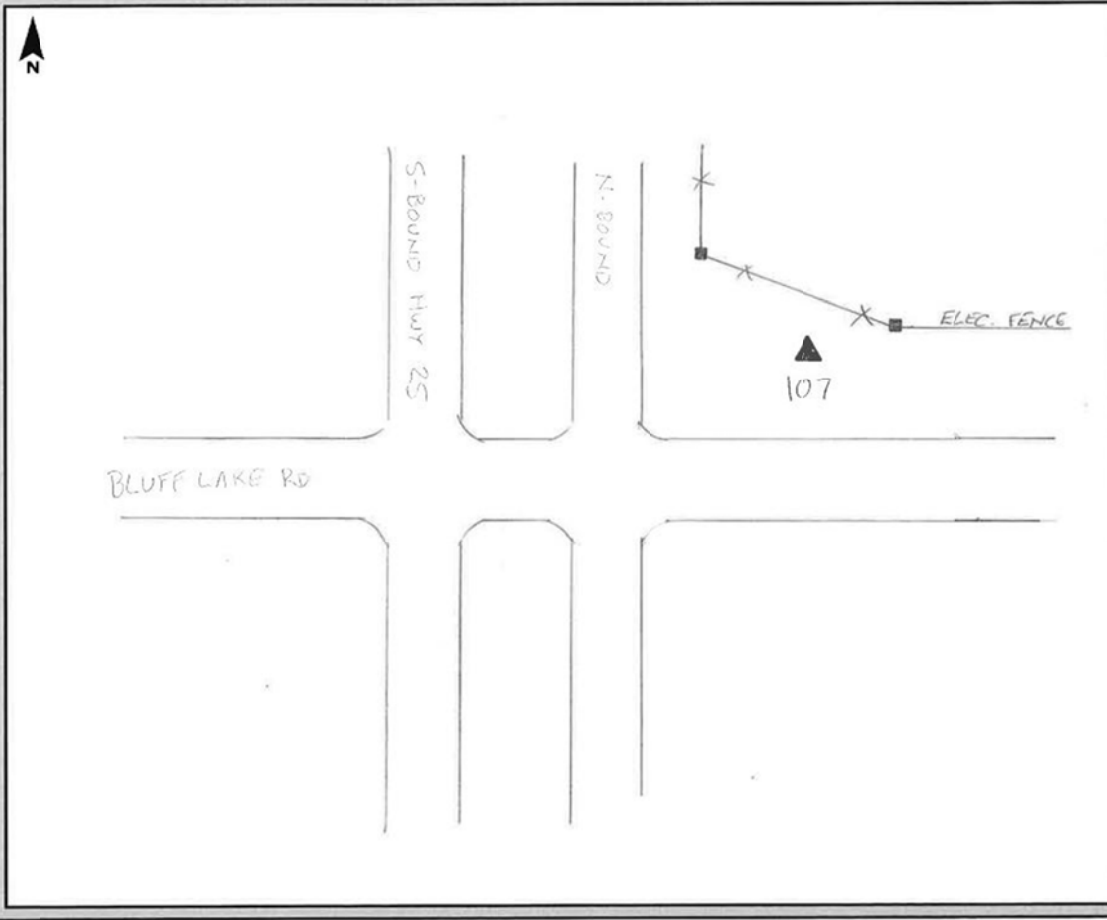 N
S-BOUND HWY 25
N-BOUND
ELEC. FENCE
107
BLUFF LAKE RD